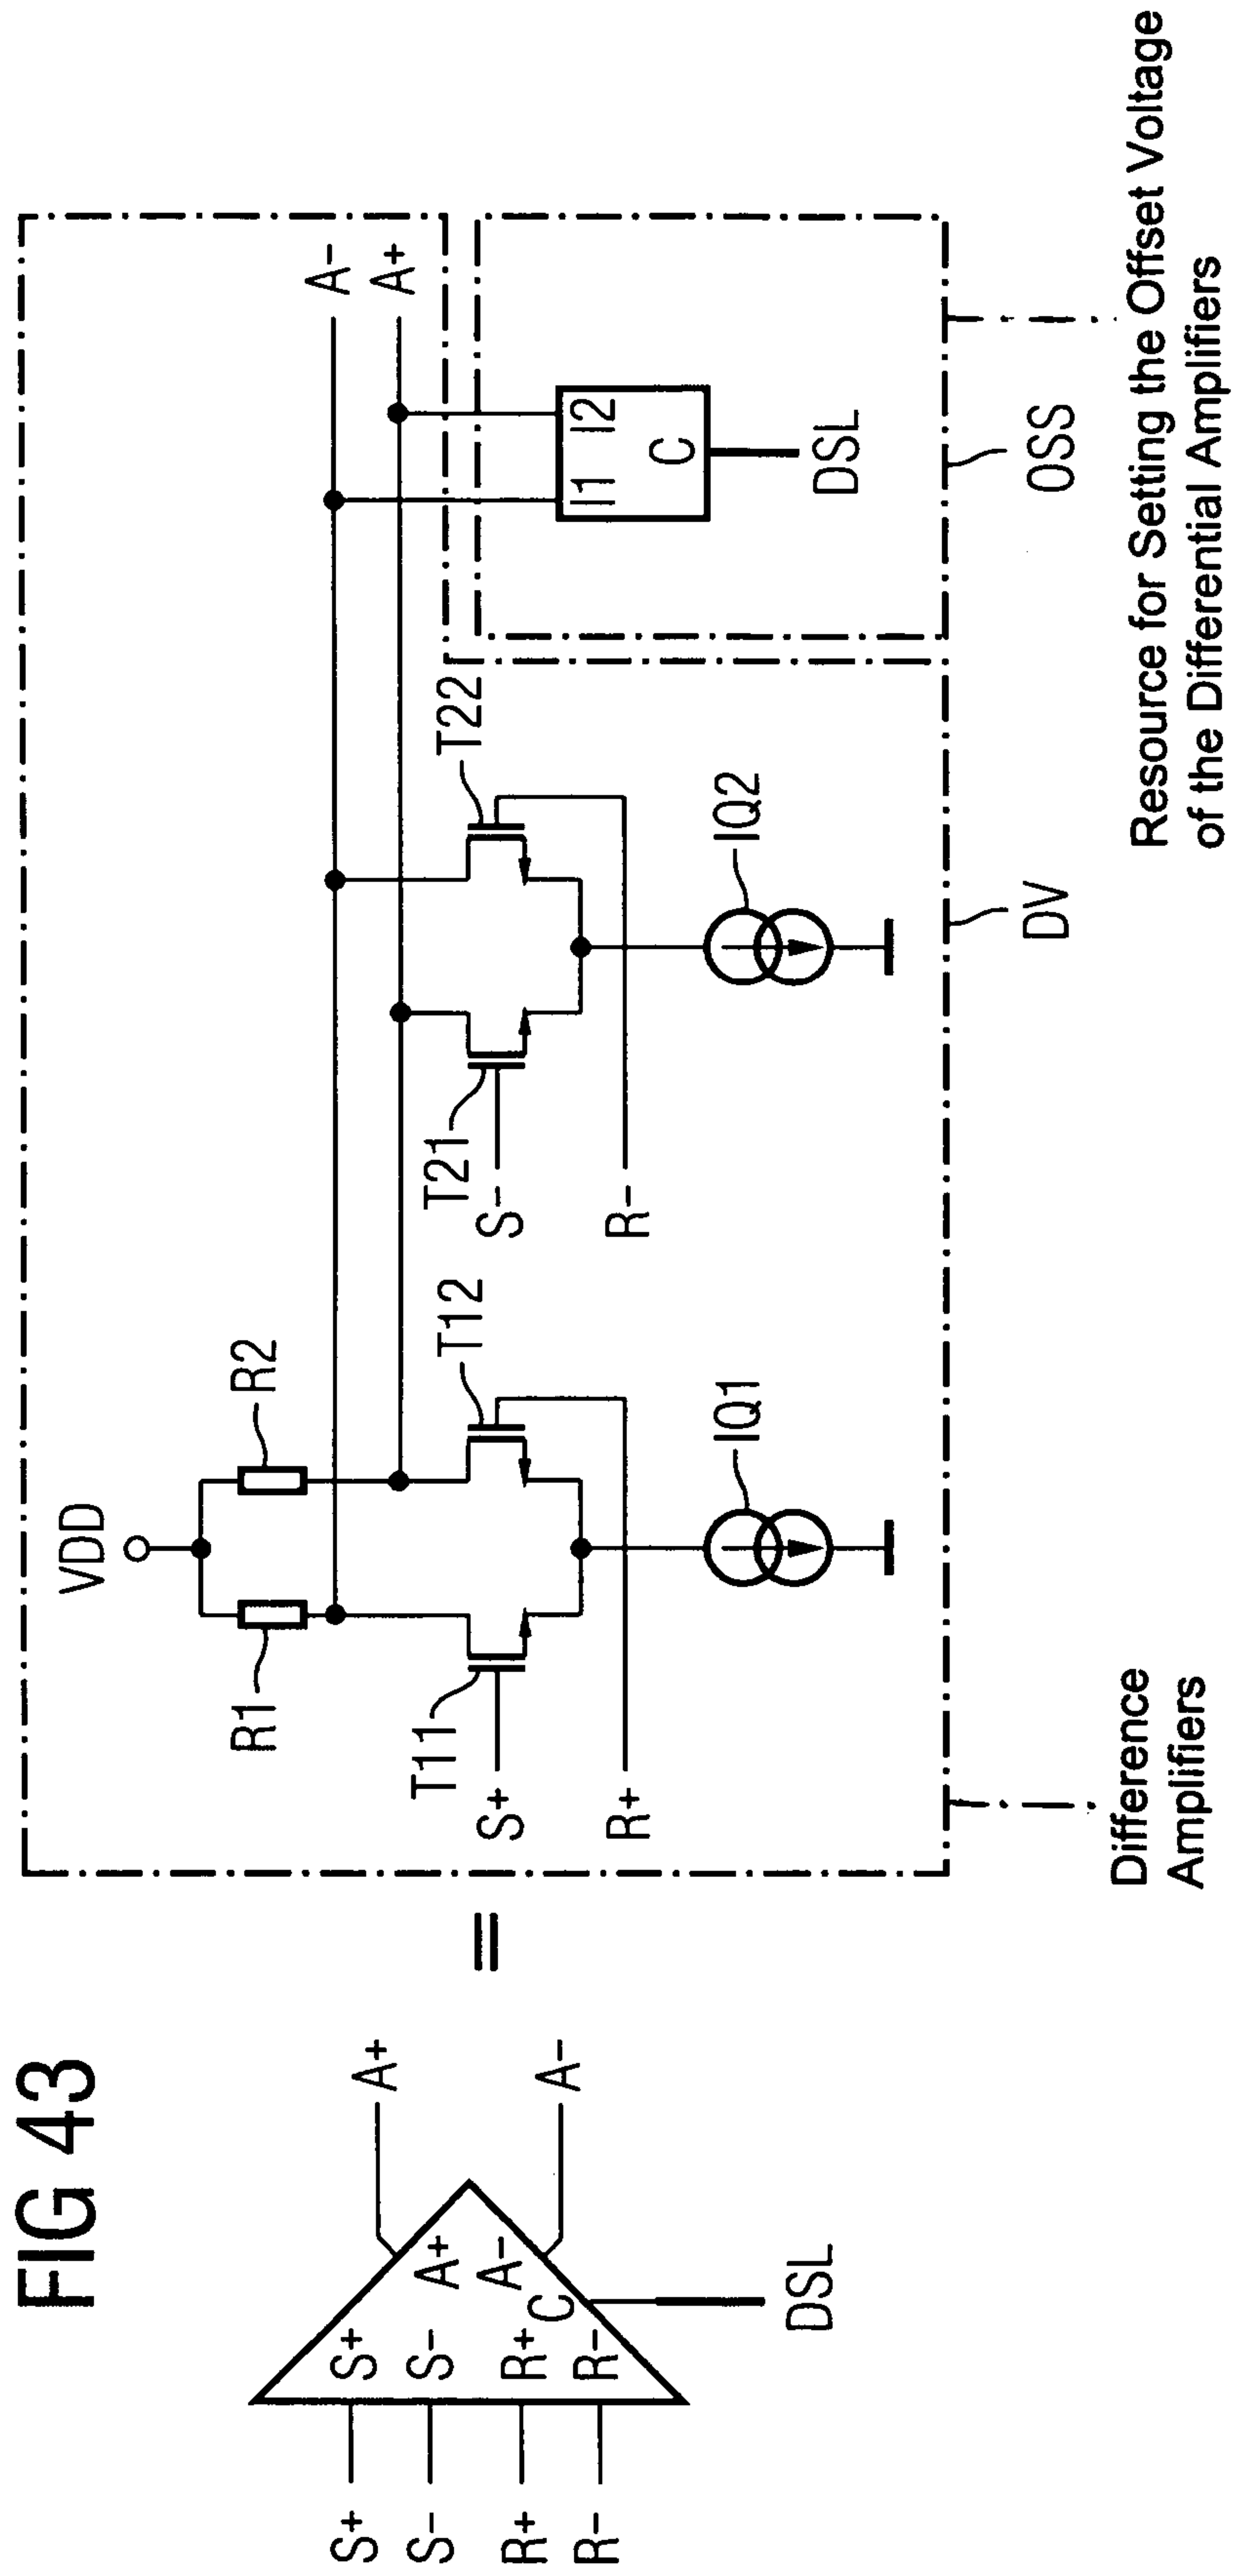 FIG 43
S+
S-
R+
R-
S+
S-
R+
R-
A+
A-
C
A+
A-
DSL
=
VDD
R1
R2
A-
A+
T11
T12
S+
R+
IQ1
T21
T22
S-
R-
IQ2
I1 I2
C
DSL
DV
OSS
Difference
Amplifiers
Resource for Setting the Offset Voltage
of the Differential Amplifiers